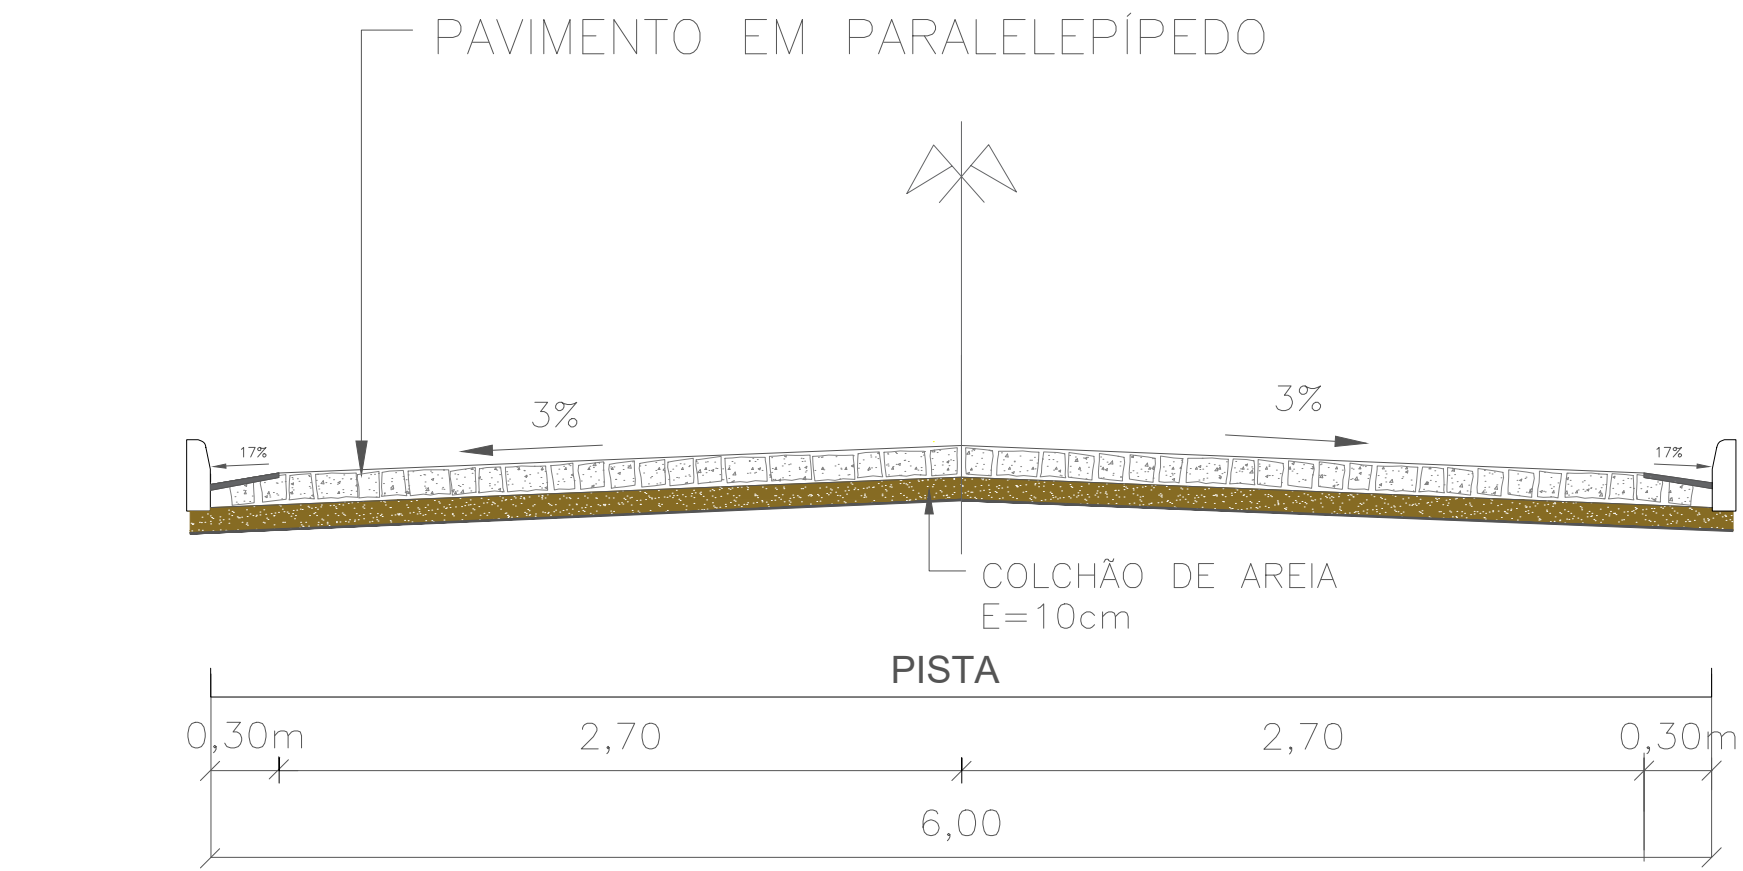 PAVIMENTO EM PARALELEPÍPEDO
3%
3%
17%
17%
COLCHÃO DE AREIA
E=10cm
PISTA
0,30m
2,70
2,70
0,30m
6,00